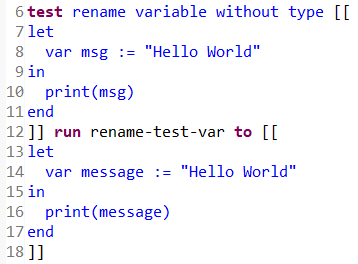 6 test rename variable without type [[
7 let
8   var msg := "Hello World"
9 in
10   print(msg)
11 end
12 ]] run rename-test-var to [[
13 let
14   var message := "Hello World"
15 in
16   print(message)
17 end
18 ]]